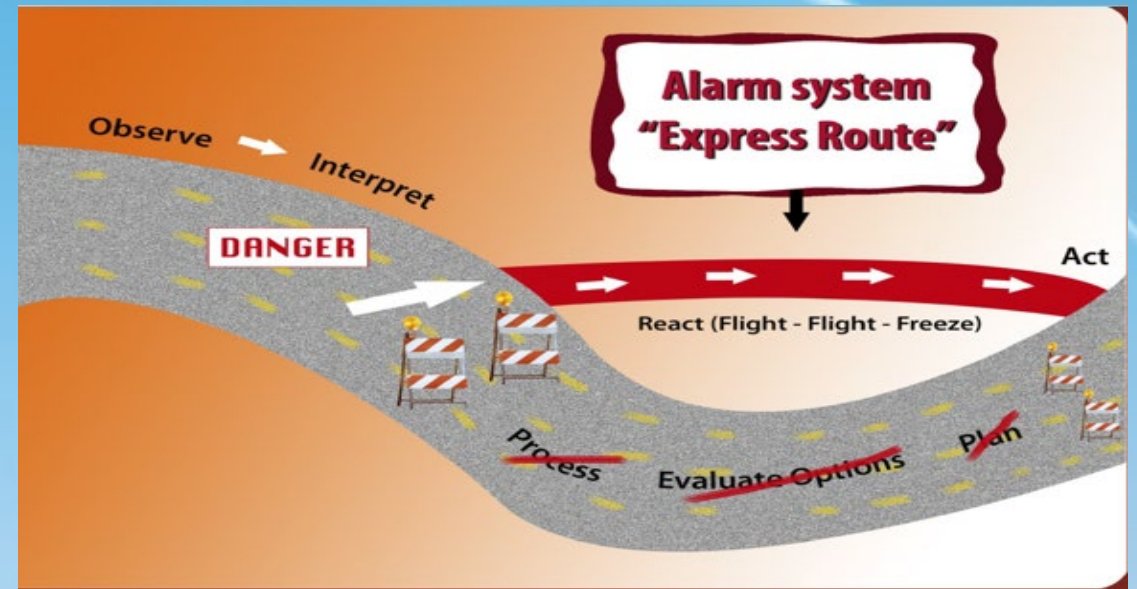 Alarm system
“Express Route”
Observe
Interpret
DANGER
Act
React (Flight - Flight - Freeze)
Process
Evaluate Options
Plan